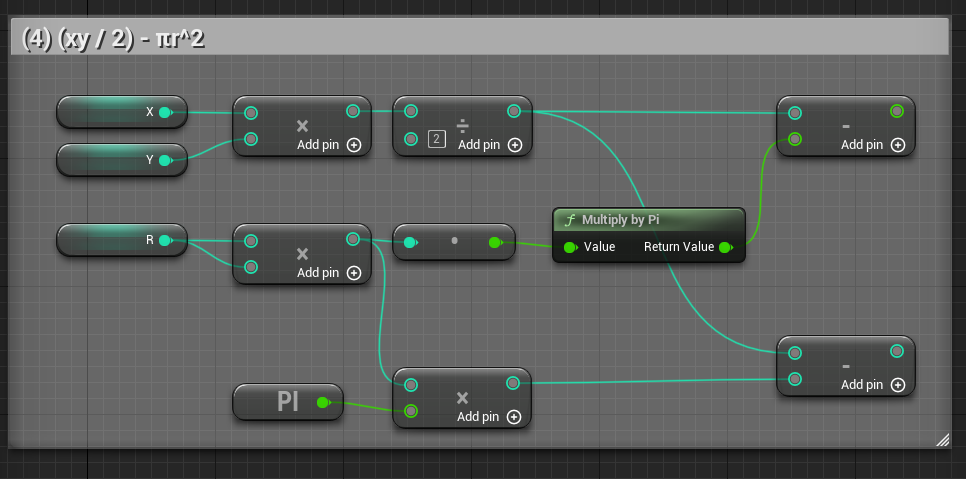 (4) (xy / 2) - πr^2
X
Y
×
Add pin
2
÷
Add pin
-
Add pin
R
×
Add pin
•
f Multiply by Pi
Value
Return Value
PI
×
Add pin
-
Add pin